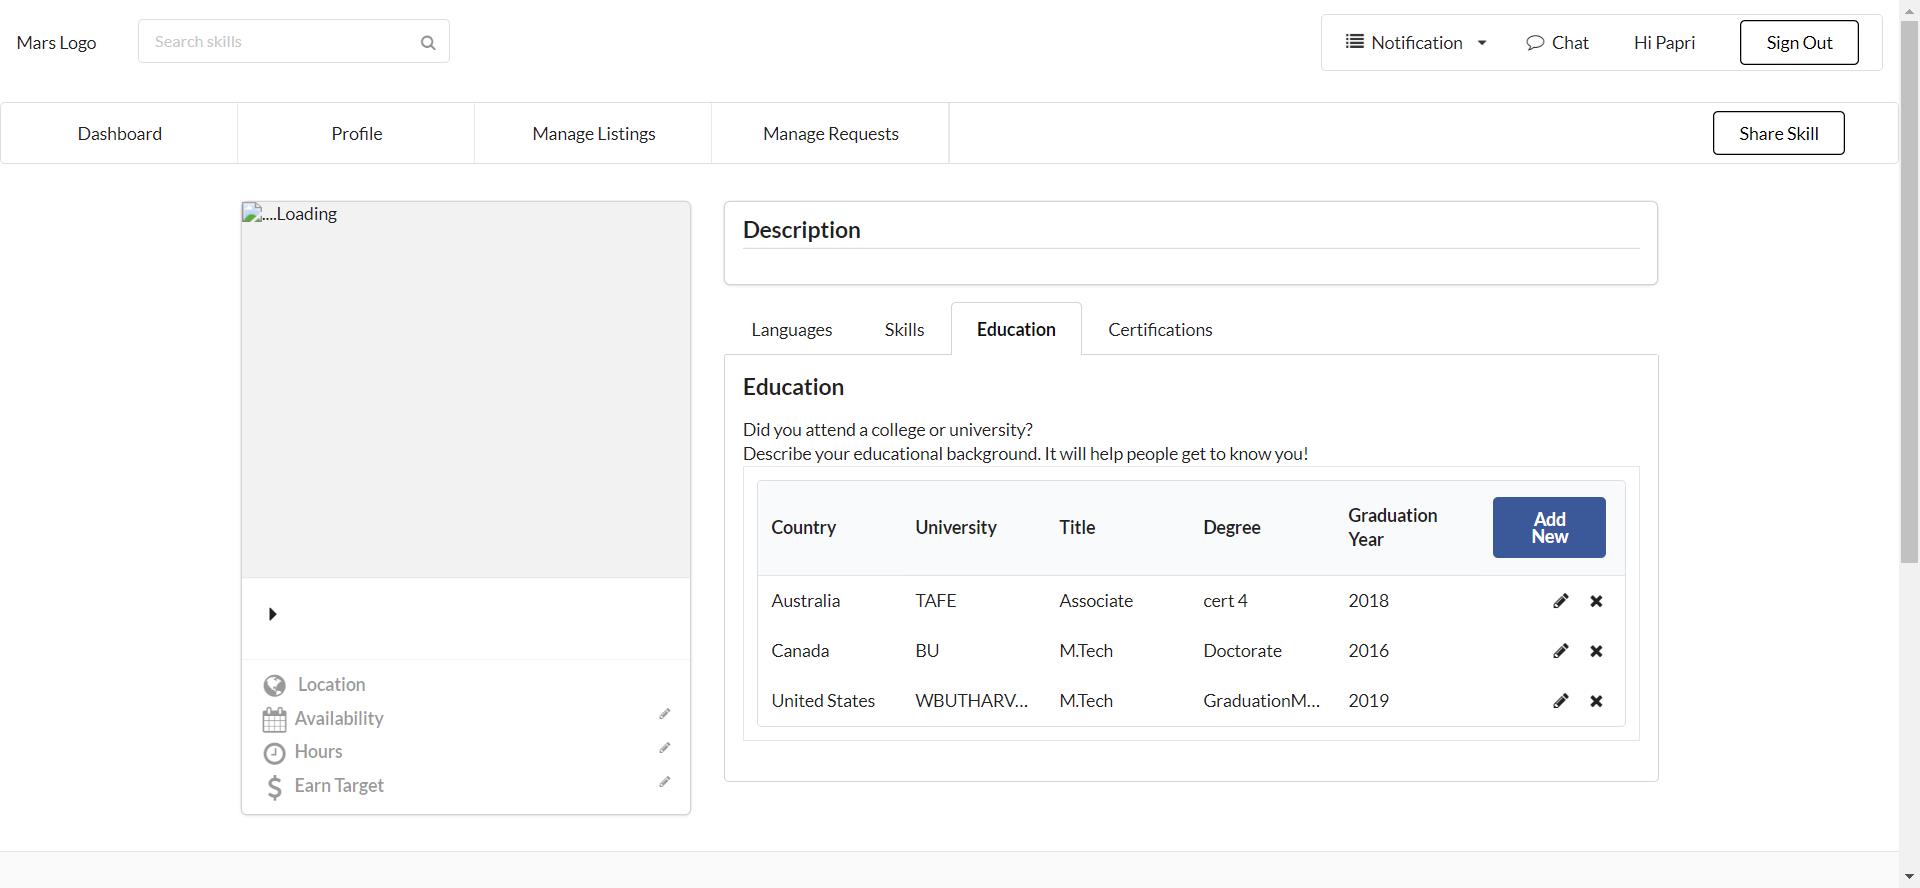 Mars Logo
Search skills
Notification
Chat
Hi Papri
Sign Out
Dashboard
Profile
Manage Listings
Manage Requests
Share Skill
....Loading
Location
Availability
Hours
Earn Target
Description
Languages
Skills
Education
Certifications
Education
Did you attend a college or university?
Describe your educational background. It will help people get to know you!
Country University Title Degree Graduation Year Add New
Australia TAFE Associate cert 4 2018
Canada BU M.Tech Doctorate 2016
United States WBUTHARV... M.Tech GraduationM... 2019